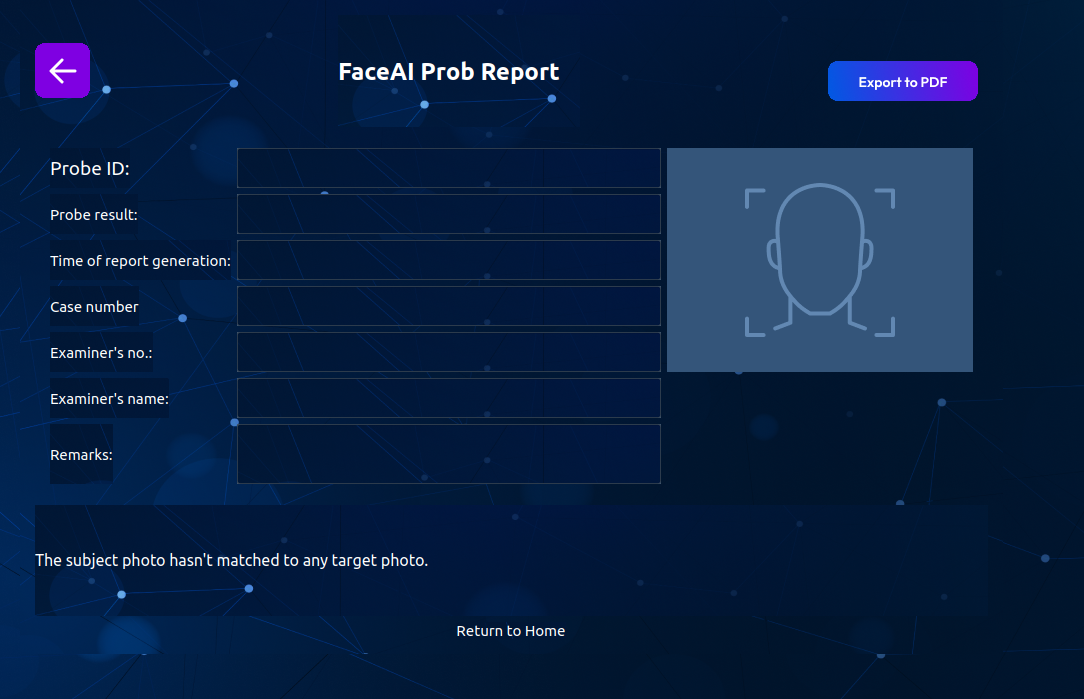 FaceAI Prob Report
Export to PDF
Probe ID:
Probe result:
Time of report generation:
Case number
Examiner's no.:
Examiner's name:
Remarks:
The subject photo hasn't matched to any target photo.
Return to Home